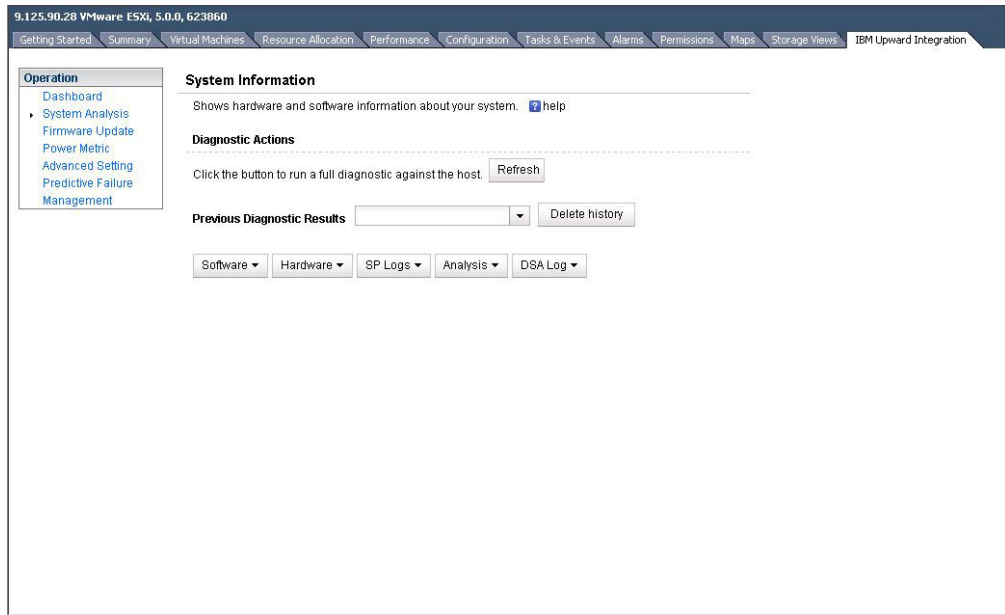 9.125.90.28 VMware ESXi, 5.0.0, 623860
Getting Started Summary Virtual Machines Resource Allocation Performance Configuration Tasks & Events Alarms Permissions Maps Storage Views IBM Upward Integration
Operation
Dashboard
System Analysis
Firmware Update
Power Metric
Advanced Setting
Predictive Failure
Management
System Information
Shows hardware and software information about your system. ? help
Diagnostic Actions
Click the button to run a full diagnostic against the host. Refresh
Previous Diagnostic Results Delete history
Software Hardware SP Logs Analysis DSA Log